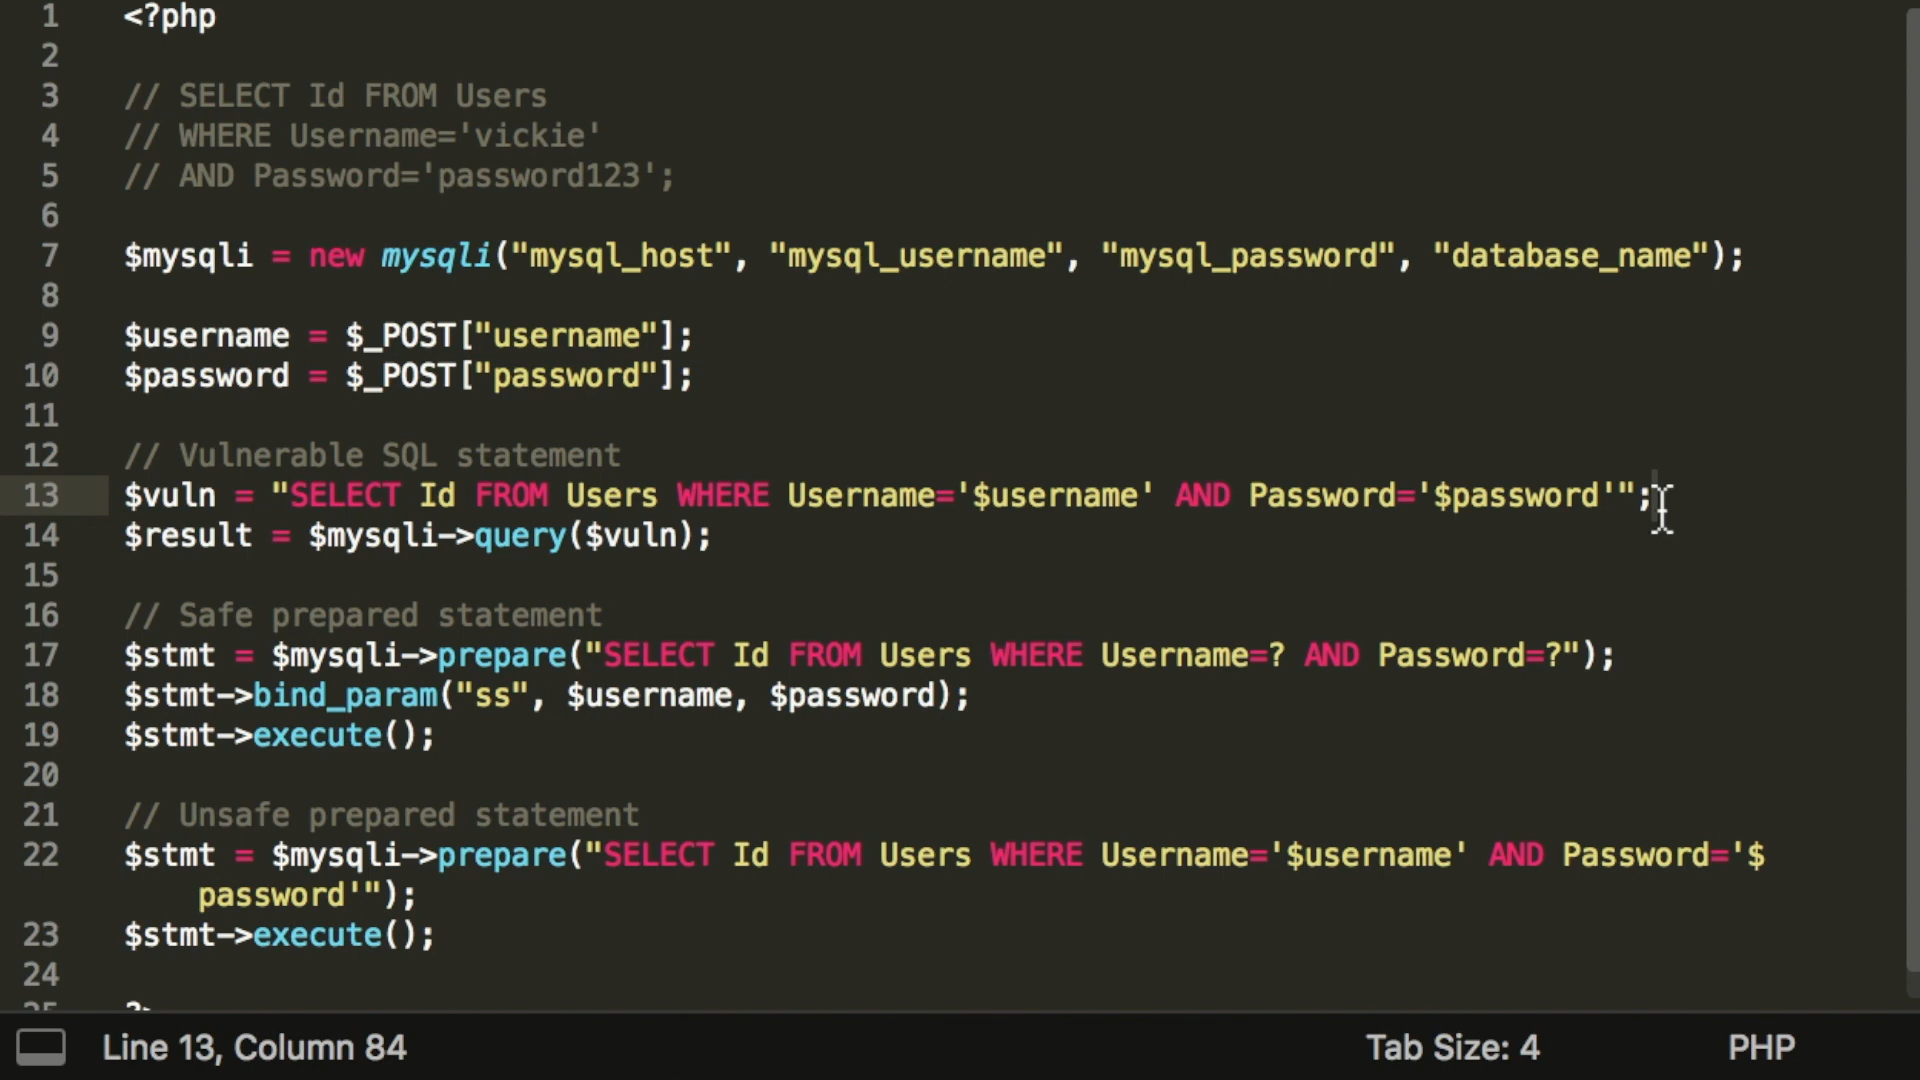 1 <?php
2
3 // SELECT Id FROM Users
4 // WHERE Username='vickie'
5 // AND Password='password123';
6
7 $mysqli = new mysqli("mysql_host", "mysql_username", "mysql_password", "database_name");
8
9 $username = $_POST["username"];
10 $password = $_POST["password"];
11
12 // Vulnerable SQL statement
13 $vuln = "SELECT Id FROM Users WHERE Username='$username' AND Password='$password'";
14 $result = $mysqli->query($vuln);
15
16 // Safe prepared statement
17 $stmt = $mysqli->prepare("SELECT Id FROM Users WHERE Username=? AND Password=?");
18 $stmt->bind_param("ss", $username, $password);
19 $stmt->execute();
20
21 // Unsafe prepared statement
22 $stmt = $mysqli->prepare("SELECT Id FROM Users WHERE Username='$username' AND Password='$
password'");
23 $stmt->execute();
24
25 ?>
Line 13, Column 84 Tab Size: 4 PHP